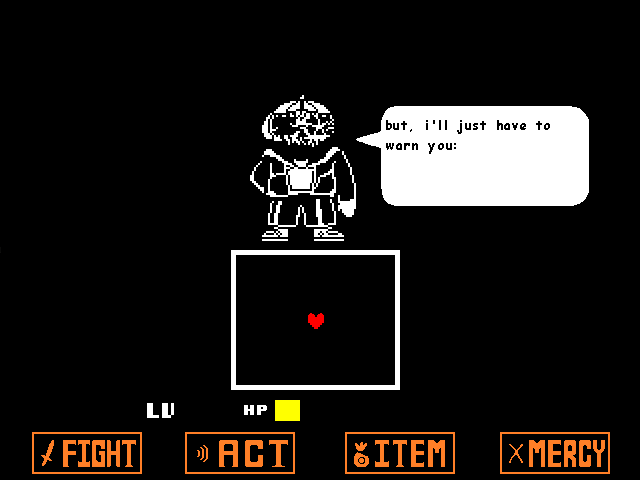 but, i'll just have to
warn you:
LV
HP
FIGHT
ACT
ITEM
MERCY